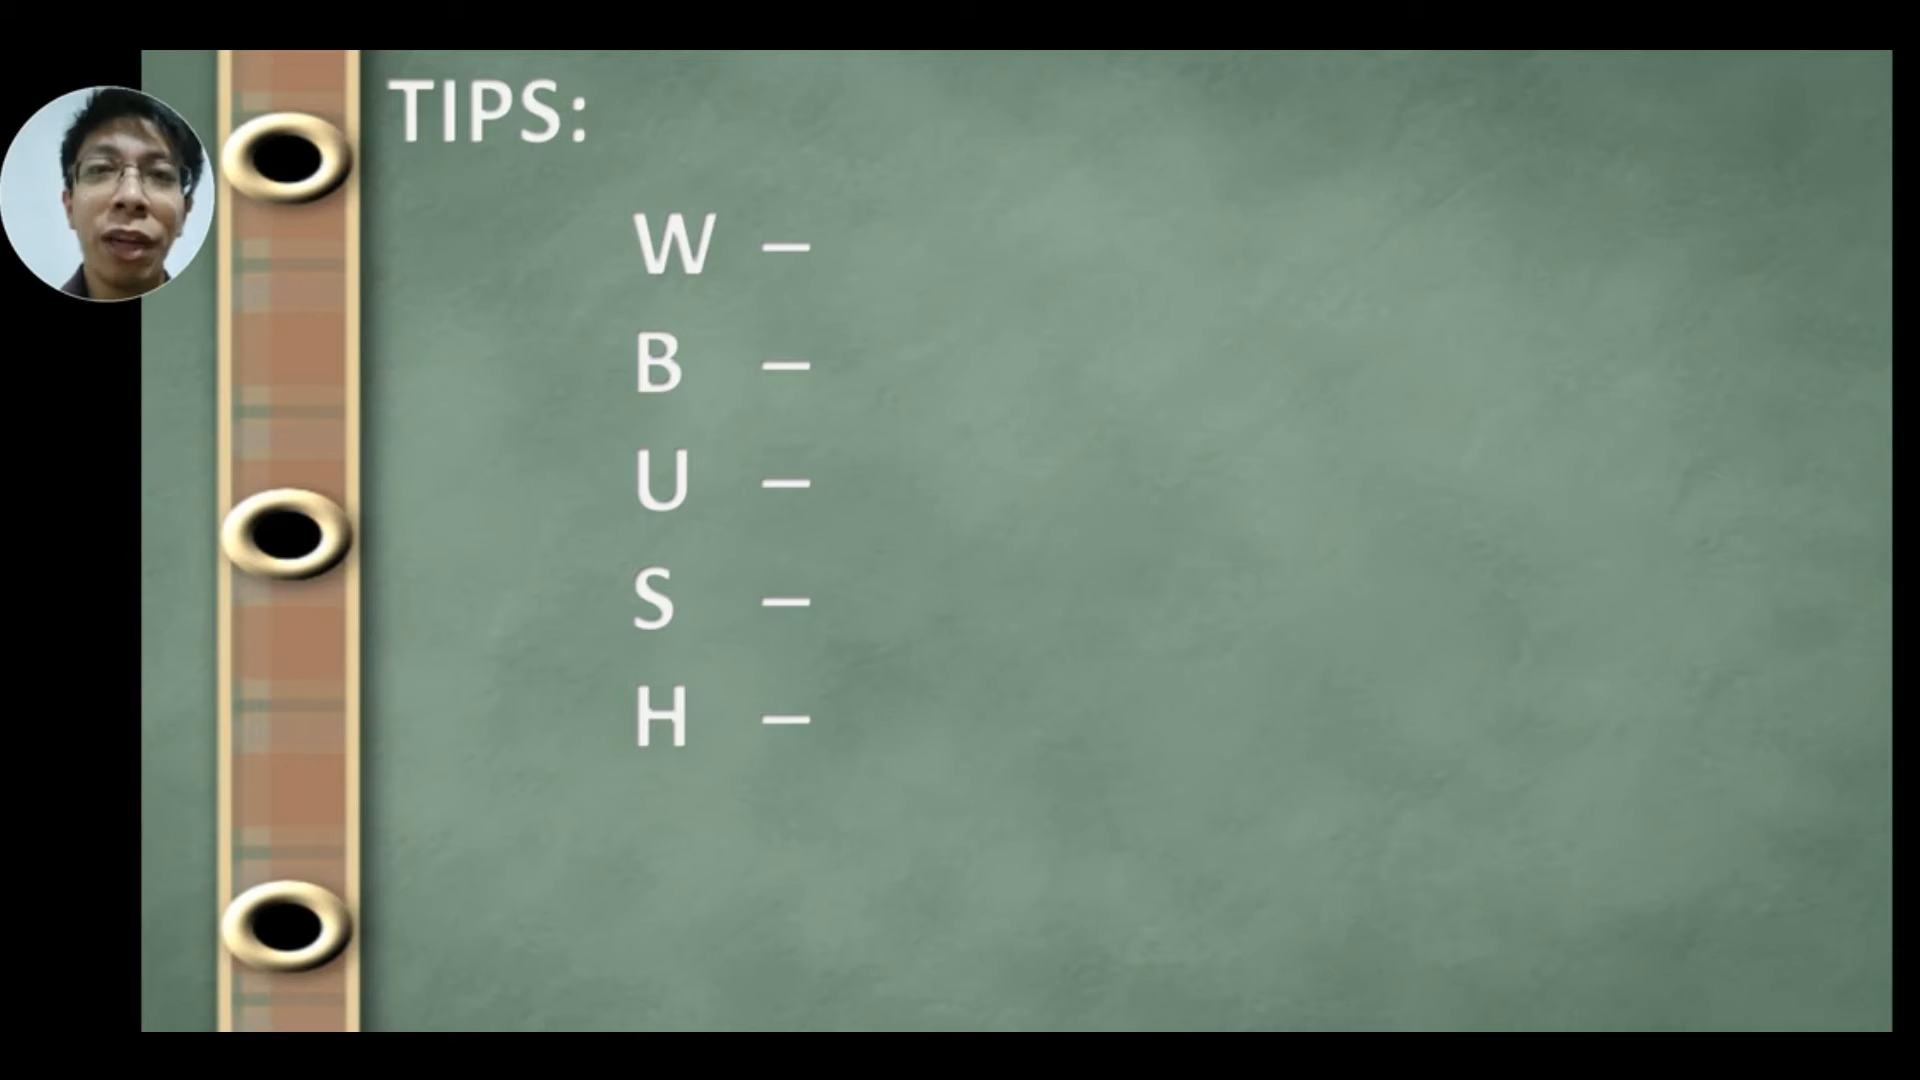 TIPS:
W –
B –
U –
S –
H –